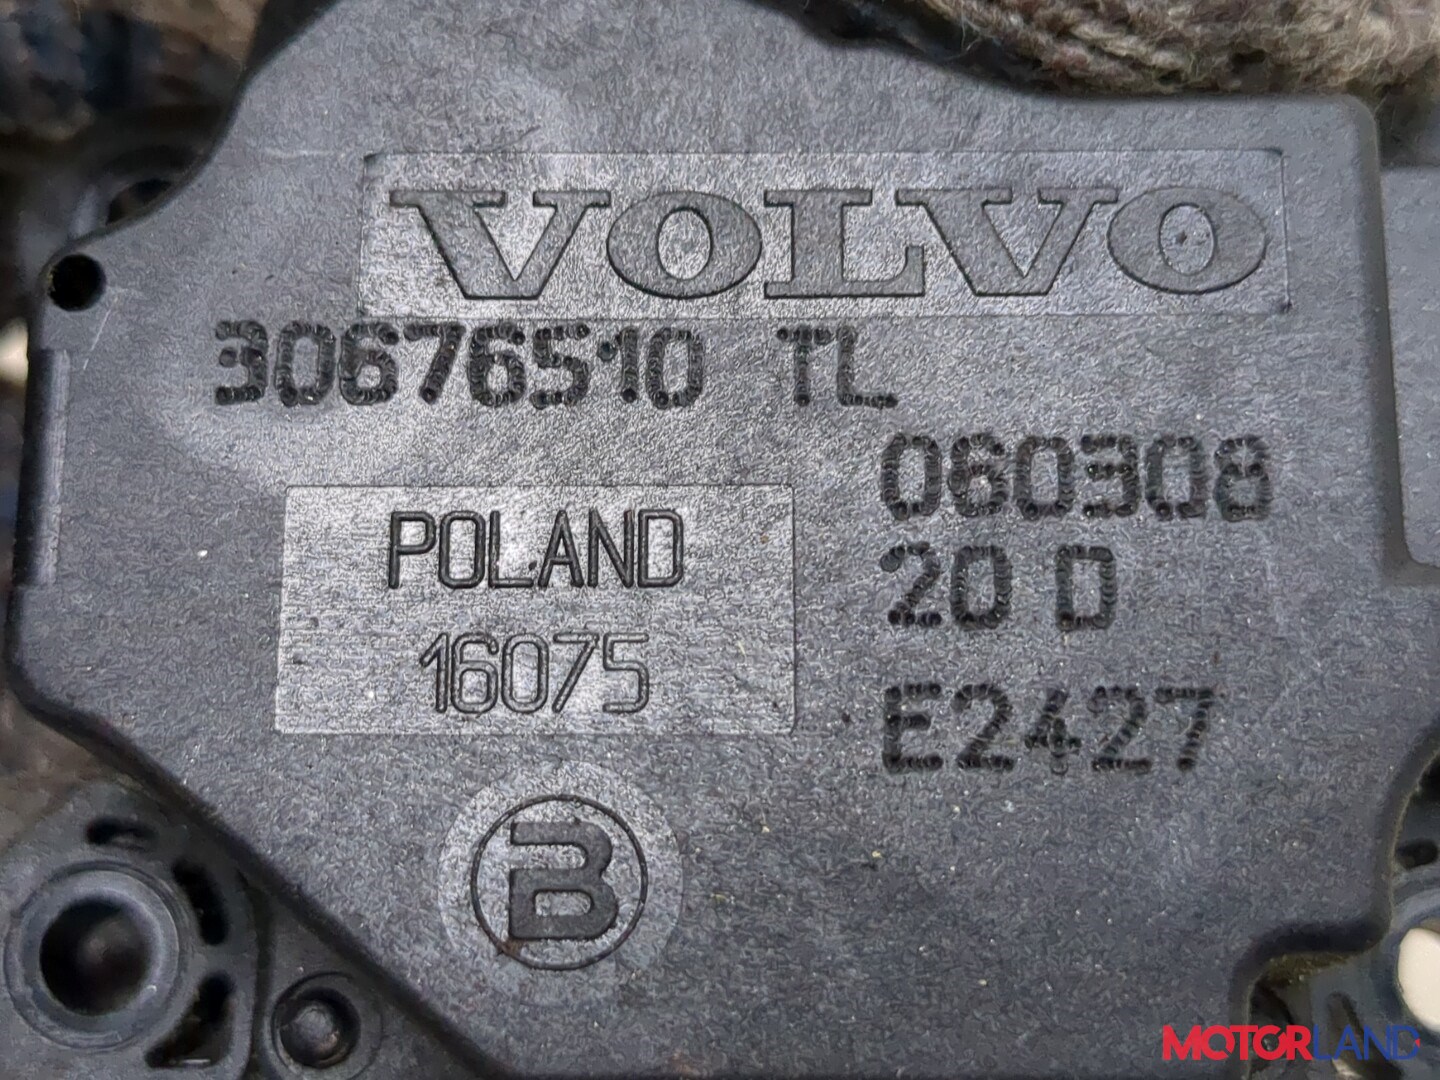 VOLVO
30676510 TL
060308
20 D
E2427
POLAND
16075
B
MOTORLAND